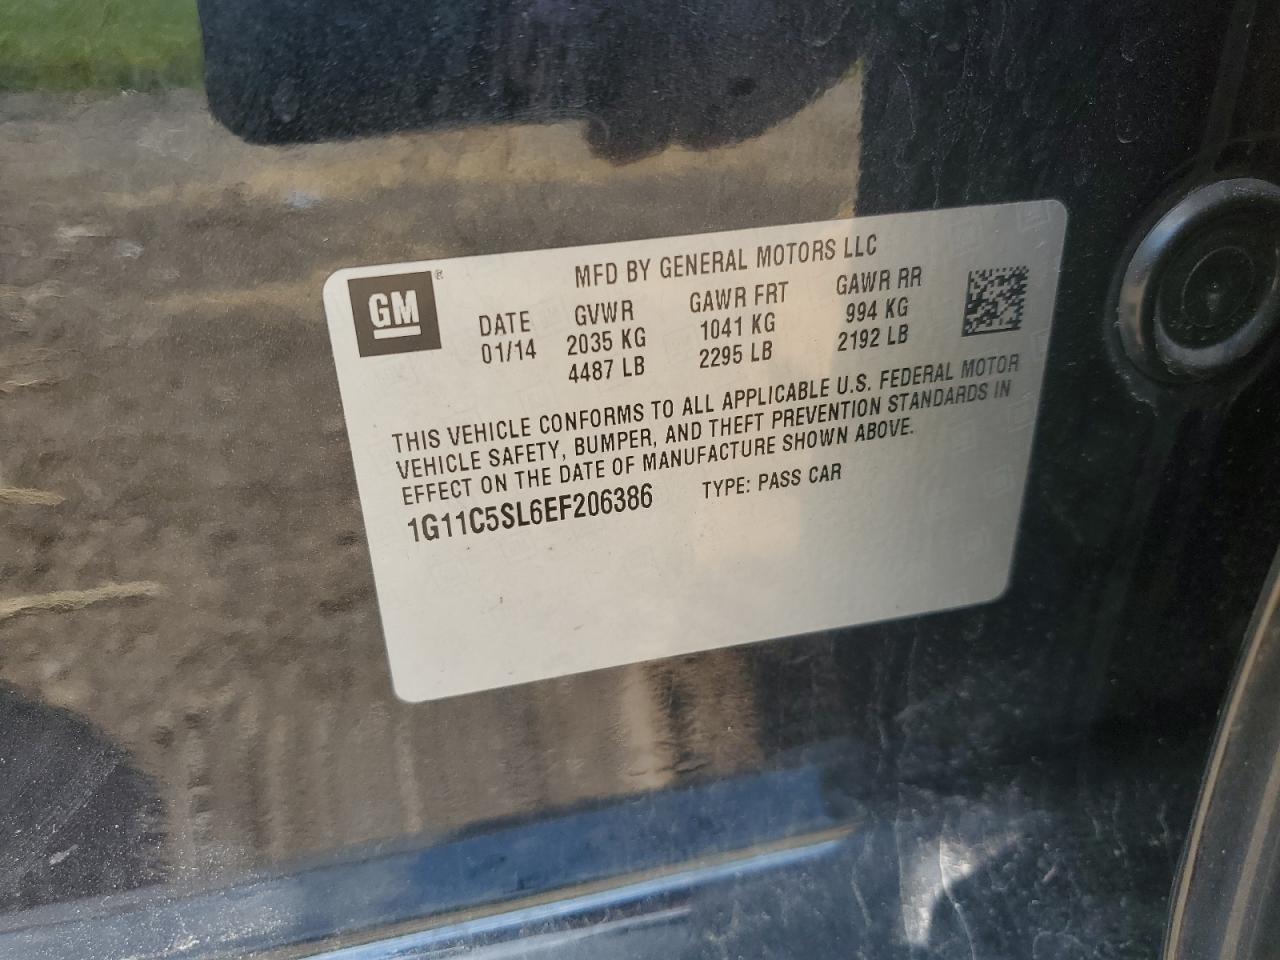 GM ®
MFD BY GENERAL MOTORS LLC
DATE GVWR GAWR FRT GAWR RR
01/14 2035 KG 1041 KG 994 KG
4487 LB 2295 LB 2192 LB
THIS VEHICLE CONFORMS TO ALL APPLICABLE U.S. FEDERAL MOTOR
VEHICLE SAFETY, BUMPER, AND THEFT PREVENTION STANDARDS IN
EFFECT ON THE DATE OF MANUFACTURE SHOWN ABOVE.
1G11C5SL6EF206386 TYPE: PASS CAR